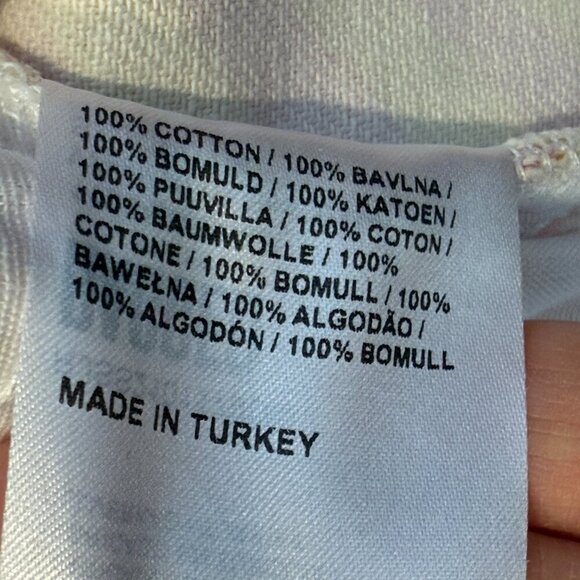 100% COTTON / 100% BAVLNA /
100% BOMULD / 100% KATOEN /
100% PUUVILLA / 100% COTON /
100% BAUMWOLLE / 100%
COTONE / 100% BOMULL / 100%
BAWEŁNA / 100% ALGODÃO /
100% ALGODÓN / 100% BOMULL
MADE IN TURKEY